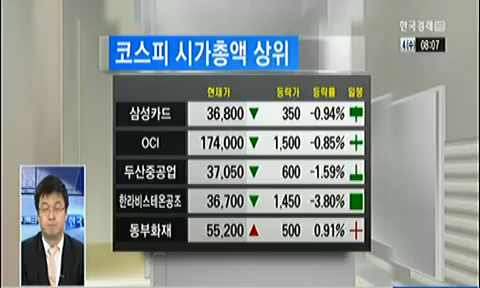 한국경제
4(수) 08:07
코스피 시가총액 상위
현재가 등락가 등락률 일봉
삼성카드 36,800 ▼ 350 -0.94%
OCI 174,000 ▼ 1,500 -0.85%
두산중공업 37,050 ▼ 600 -1.59%
한라비스테온공조 36,700 ▼ 1,450 -3.80%
동부화재 55,200 ▲ 500 0.91%